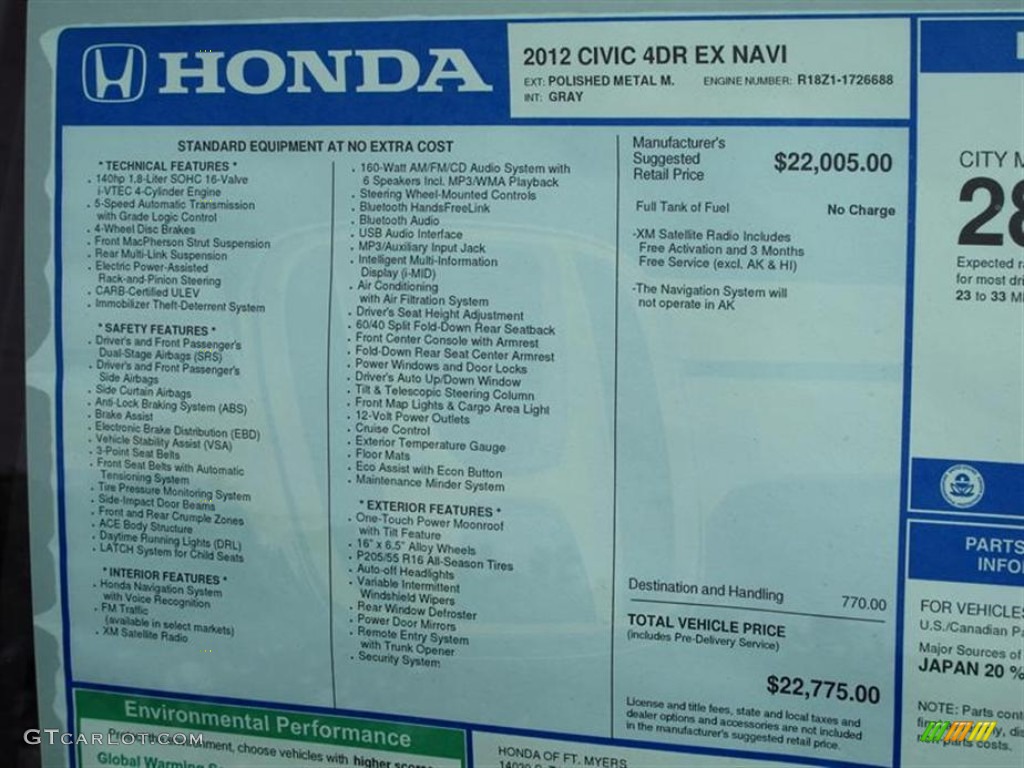 HONDA
2012 CIVIC 4DR EX NAVI
EXT: POLISHED METAL M. ENGINE NUMBER: R18Z1-1726688
INT: GRAY
STANDARD EQUIPMENT AT NO EXTRA COST
* TECHNICAL FEATURES *
. 140hp 1.8-Liter SOHC 16-Valve
i-VTEC 4-Cylinder Engine
. 5-Speed Automatic Transmission
with Grade Logic Control
. 4-Wheel Disc Brakes
. Front MacPherson Strut Suspension
. Rear Multi-Link Suspension
. Electric Power-Assisted
Rack-and-Pinion Steering
. CARB-Certified ULEV
. Immobilizer Theft-Deterrent System
* SAFETY FEATURES *
. Driver's and Front Passenger's
Dual-Stage Airbags (SRS)
. Driver's and Front Passenger's
Side Airbags
. Side Curtain Airbags
. Anti-Lock Braking System (ABS)
. Brake Assist
. Electronic Brake Distribution (EBD)
. Vehicle Stability Assist (VSA)
. 3-Point Seat Belts
. Front Seat Belts with Automatic
Tensioning System
. Tire Pressure Monitoring System
. Side-Impact Door Beams
. Front and Rear Crumple Zones
. ACE Body Structure
. Daytime Running Lights (DRL)
. LATCH System for Child Seats
* INTERIOR FEATURES *
. Honda Navigation System
with Voice Recognition
. FM Traffic
(available in select markets)
. XM Satellite Radio
. 160-Watt AM/FM/CD Audio System with
6 Speakers Incl. MP3/WMA Playback
. Steering Wheel-Mounted Controls
. Bluetooth HandsFreeLink
. Bluetooth Audio
. USB Audio Interface
. MP3/Auxiliary Input Jack
. Intelligent Multi-Information
Display (i-MID)
. Air Conditioning
with Air Filtration System
. Driver's Seat Height Adjustment
. 60/40 Split Fold-Down Rear Seatback
. Front Center Console with Armrest
. Fold-Down Rear Seat Center Armrest
. Power Windows and Door Locks
. Driver's Auto Up/Down Window
. Tilt & Telescopic Steering Column
. Front Map Lights & Cargo Area Light
. 12-Volt Power Outlets
. Cruise Control
. Exterior Temperature Gauge
. Floor Mats
. Eco Assist with Econ Button
. Maintenance Minder System
* EXTERIOR FEATURES *
. One-Touch Power Moonroof
with Tilt Feature
. 16" x 6.5" Alloy Wheels
. P205/55 R16 All-Season Tires
. Auto-off Headlights
. Variable Intermittent
Windshield Wipers
. Rear Window Defroster
. Power Door Mirrors
. Remote Entry System
with Trunk Opener
. Security System
Manufacturer's
Suggested
Retail Price $22,005.00
Full Tank of Fuel No Charge
-XM Satellite Radio Includes
Free Activation and 3 Months
Free Service (excl. AK & HI)
-The Navigation System will
not operate in AK
Destination and Handling 770.00
TOTAL VEHICLE PRICE
(includes Pre-Delivery Service)
$22,775.00
License and title fees, state and local taxes and
dealer options and accessories are not included
in the manufacturer's suggested retail price.
CITY M
28
Expected ra
for most dri
23 to 33 M
PARTS
INFO
FOR VEHICLES
U.S./Canadian Pa
Major Sources of
JAPAN 20 %
NOTE: Parts cont
parts costs.
Environmental Performance
choose vehicles with higher
Global Warming
HONDA OF FT. MYERS
GTcarlot.com